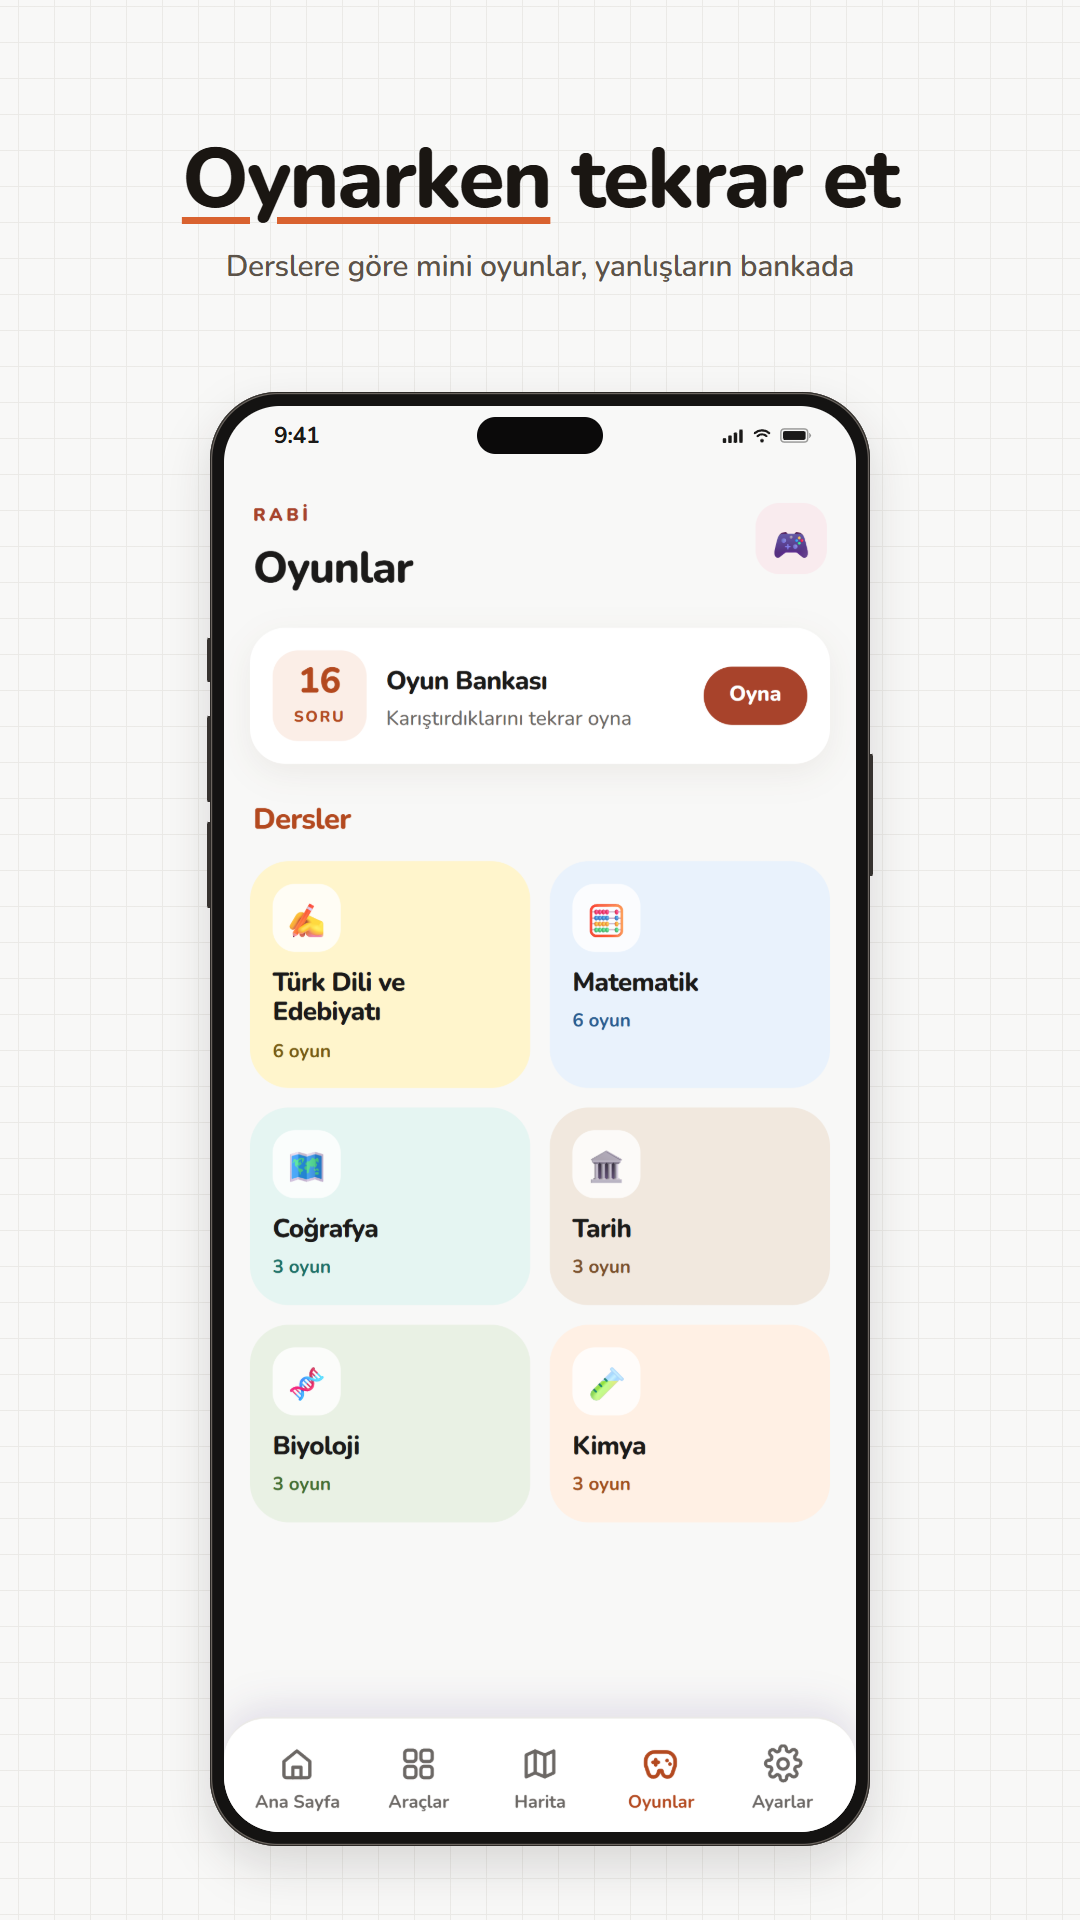 Oynarken tekrar et
Derslere göre mini oyunlar, yanlışların bankada
9:41
RABİ
Oyunlar
16
SORU
Oyun Bankası
Karıştırdıklarını tekrar oyna
Oyna
Dersler
Türk Dili ve
Edebiyatı
6 oyun
Matematik
6 oyun
Coğrafya
3 oyun
Tarih
3 oyun
Biyoloji
3 oyun
Kimya
3 oyun
Ana Sayfa
Araçlar
Harita
Oyunlar
Ayarlar